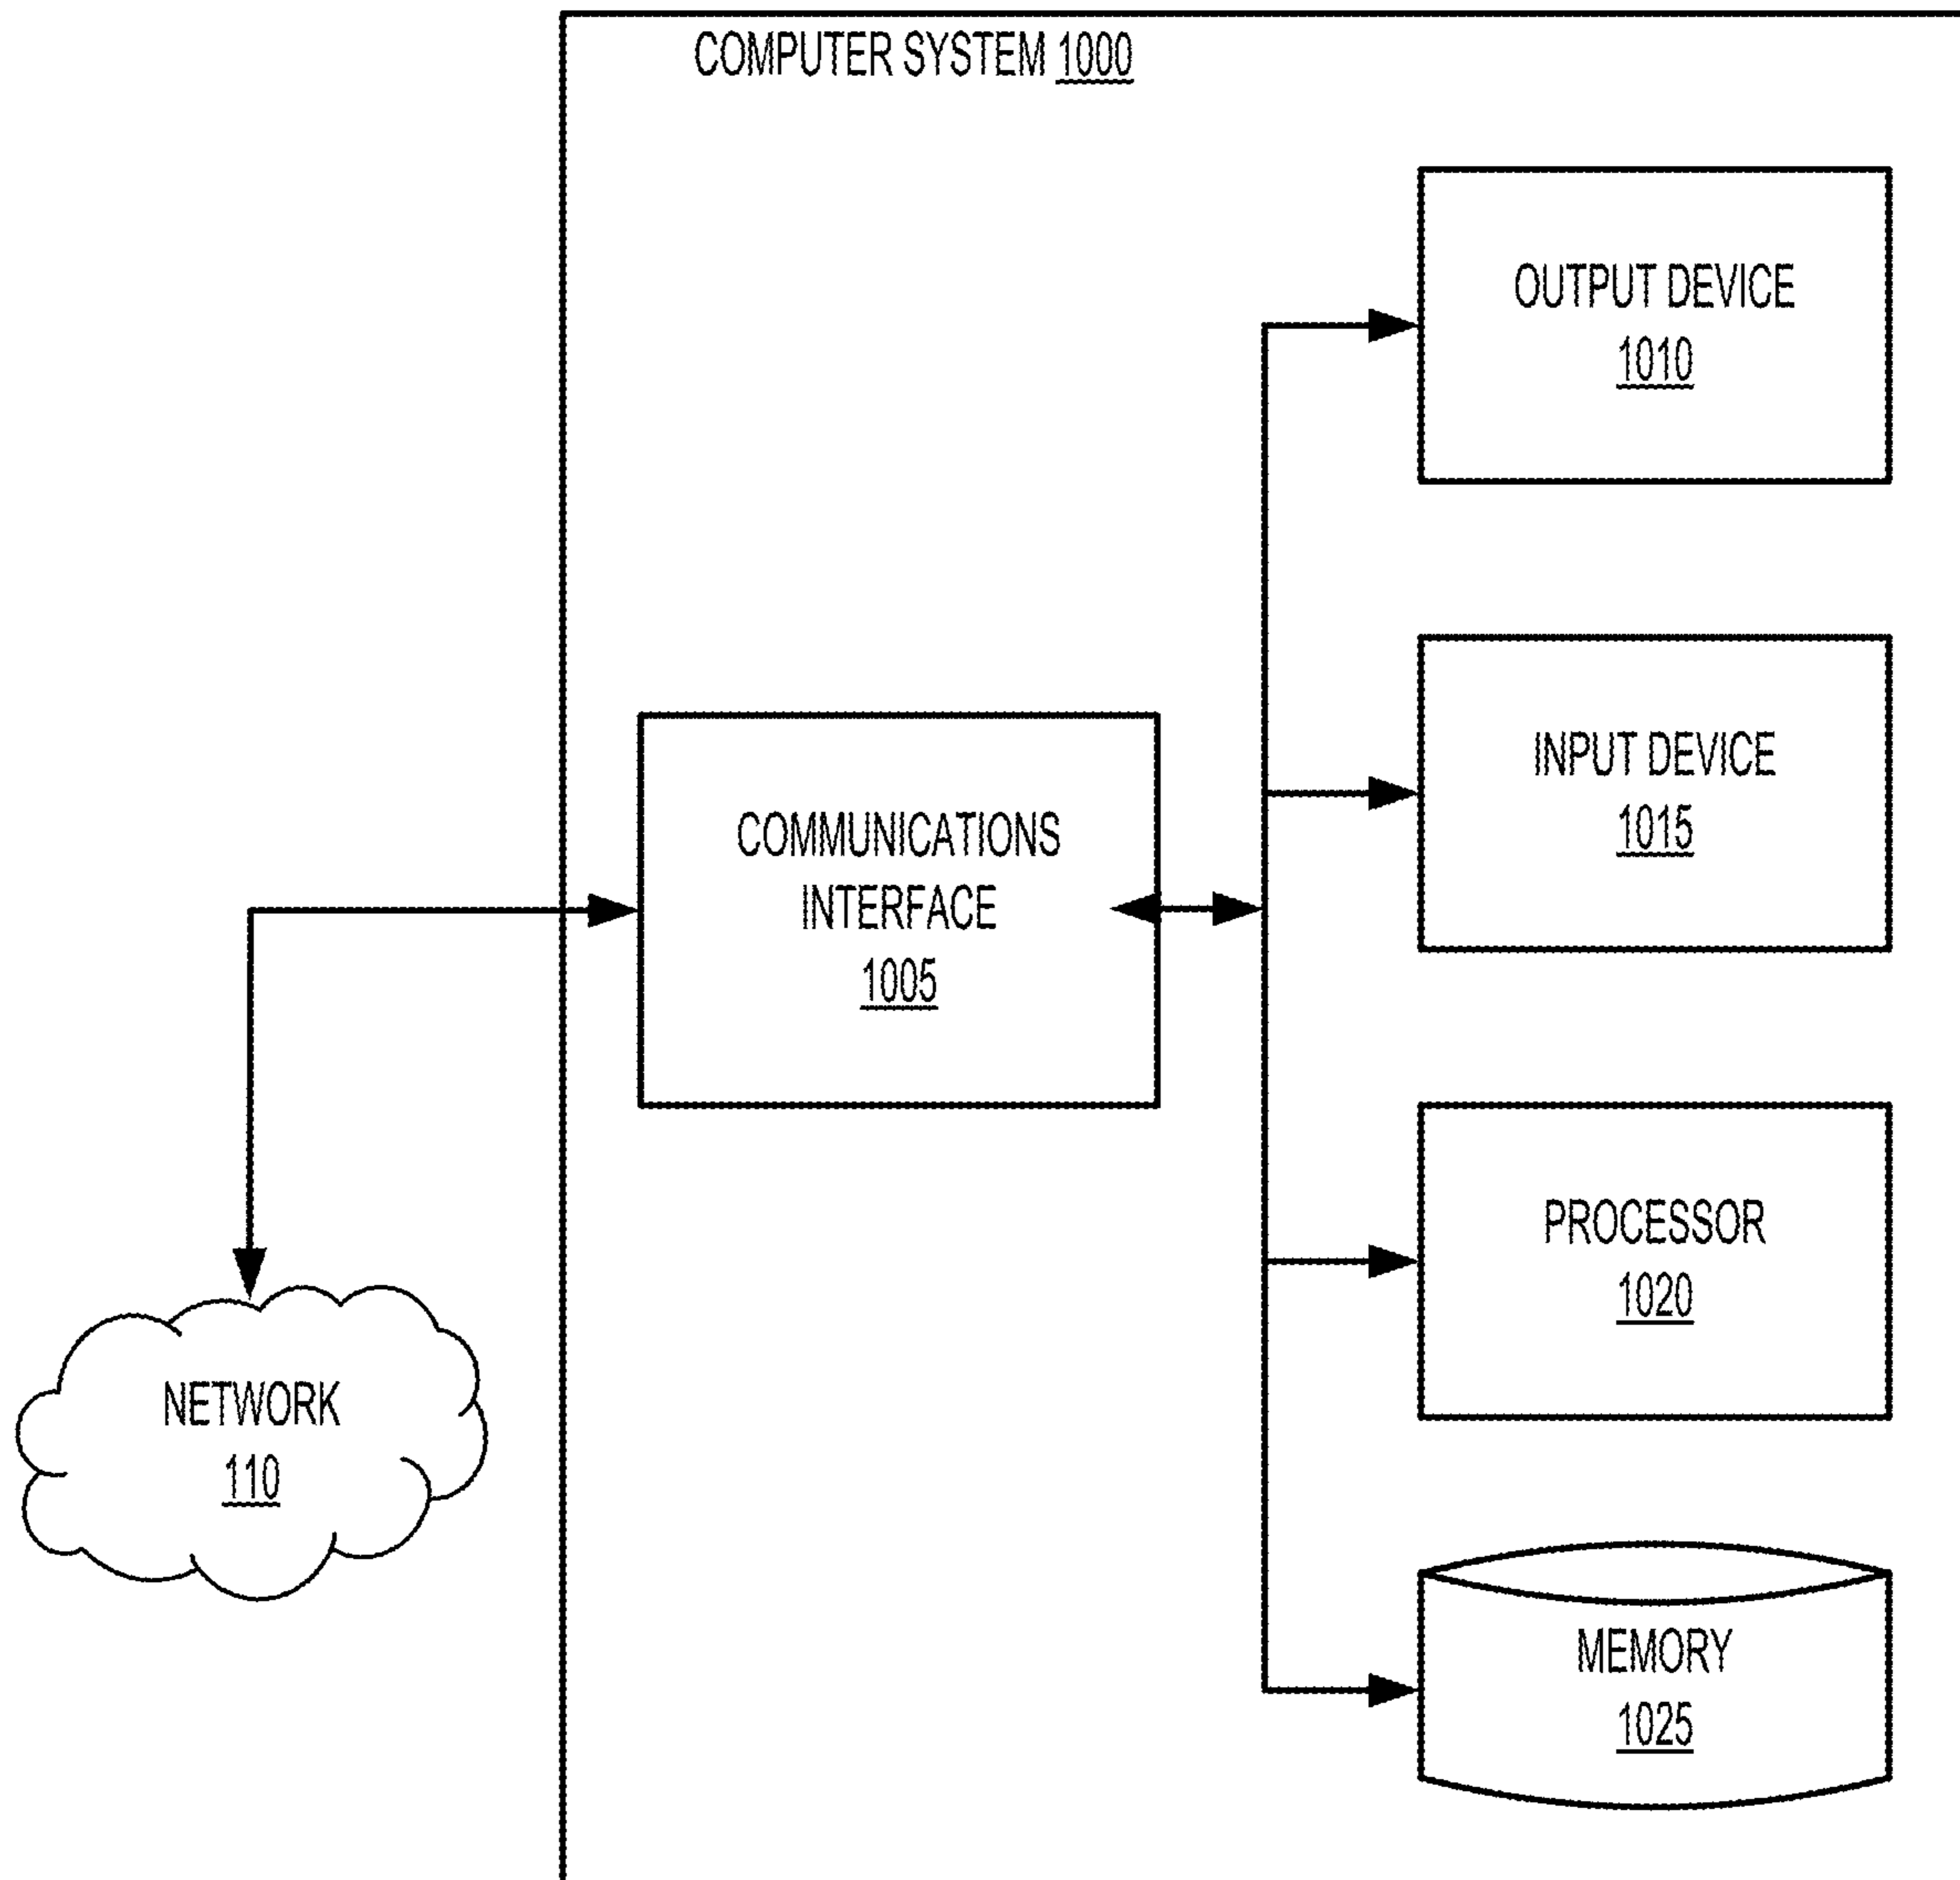 COMPUTER SYSTEM 1000
OUTPUT DEVICE
1010
INPUT DEVICE
1015
COMMUNICATIONS
INTERFACE
1005
PROCESSOR
1020
NETWORK
110
MEMORY
1025